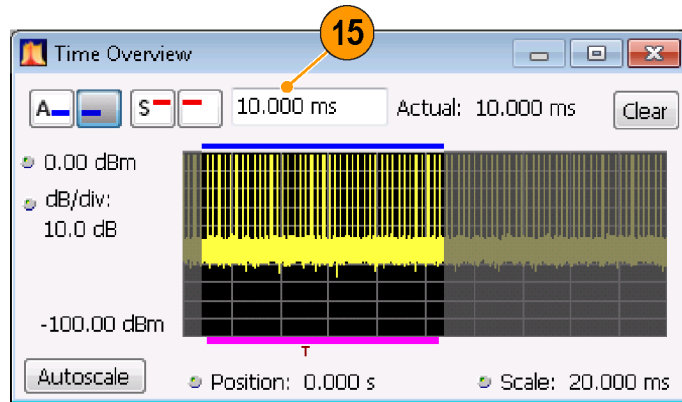 15
Time Overview
A S 10.000 ms Actual: 10.000 ms Clear
0.00 dBm
dB/div:
10.0 dB
-100.00 dBm
T
Autoscale Position: 0.000 s Scale: 20.000 ms